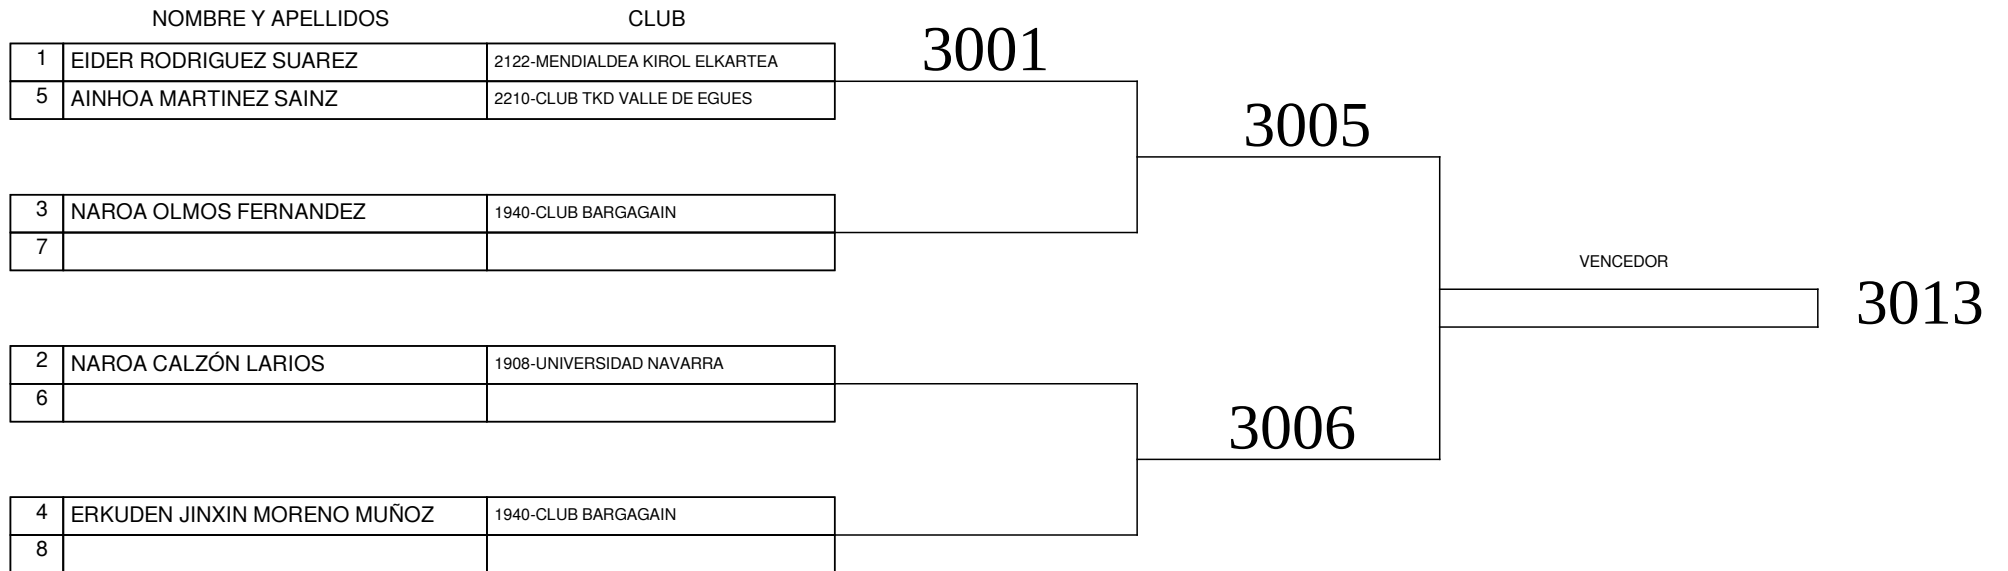 NOMBRE Y APELLIDOS CLUB
3001
1 EIDER RODRIGUEZ SUAREZ 2122-MENDIALDEA KIROL ELKARTEA
5 AINHOA MARTINEZ SAINZ 2210-CLUB TKD VALLE DE EGUES
3005
3 NAROA OLMOS FERNANDEZ 1940-CLUB BARGAGAIN
7
VENCEDOR
3013
2 NAROA CALZÓN LARIOS 1908-UNIVERSIDAD NAVARRA
6
3006
4 ERKUDEN JINXIN MORENO MUÑOZ 1940-CLUB BARGAGAIN
8